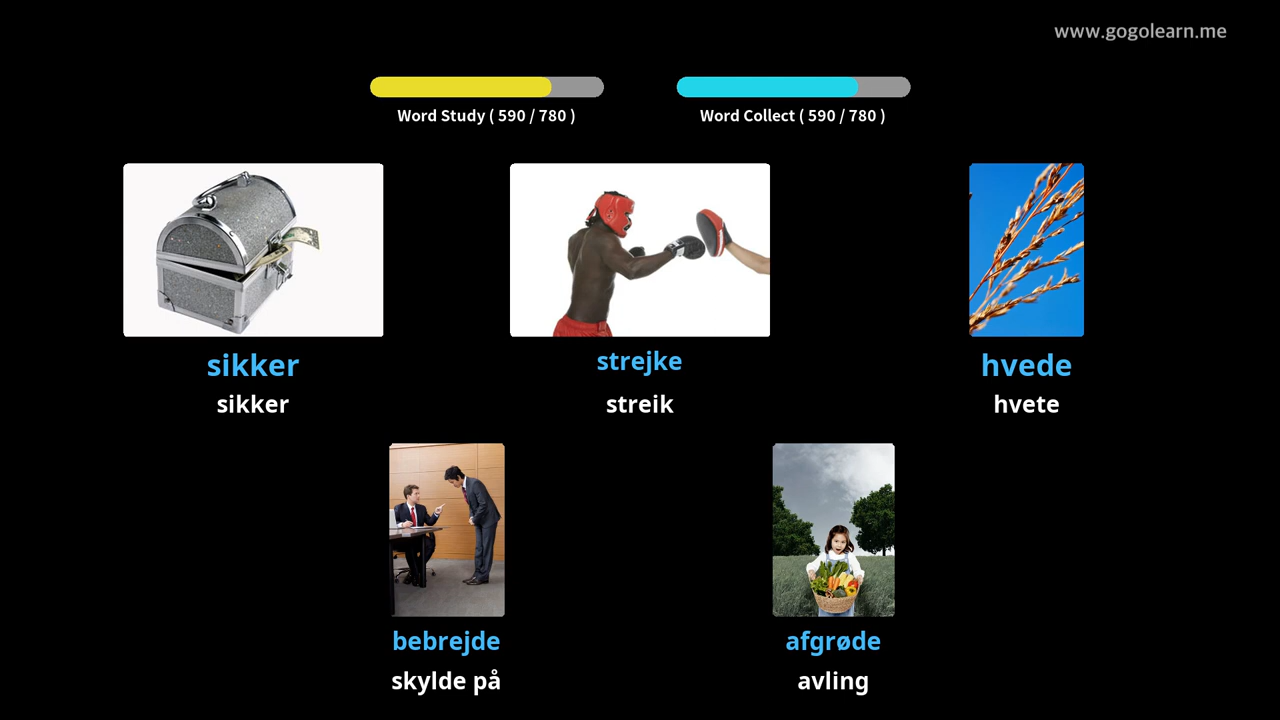 www.gogolearn.me
Word Study ( 590 / 780 )
Word Collect ( 590 / 780 )
sikker
sikker
strejke
streik
hvede
hvete
bebrejde
skylde på
afgrøde
avling